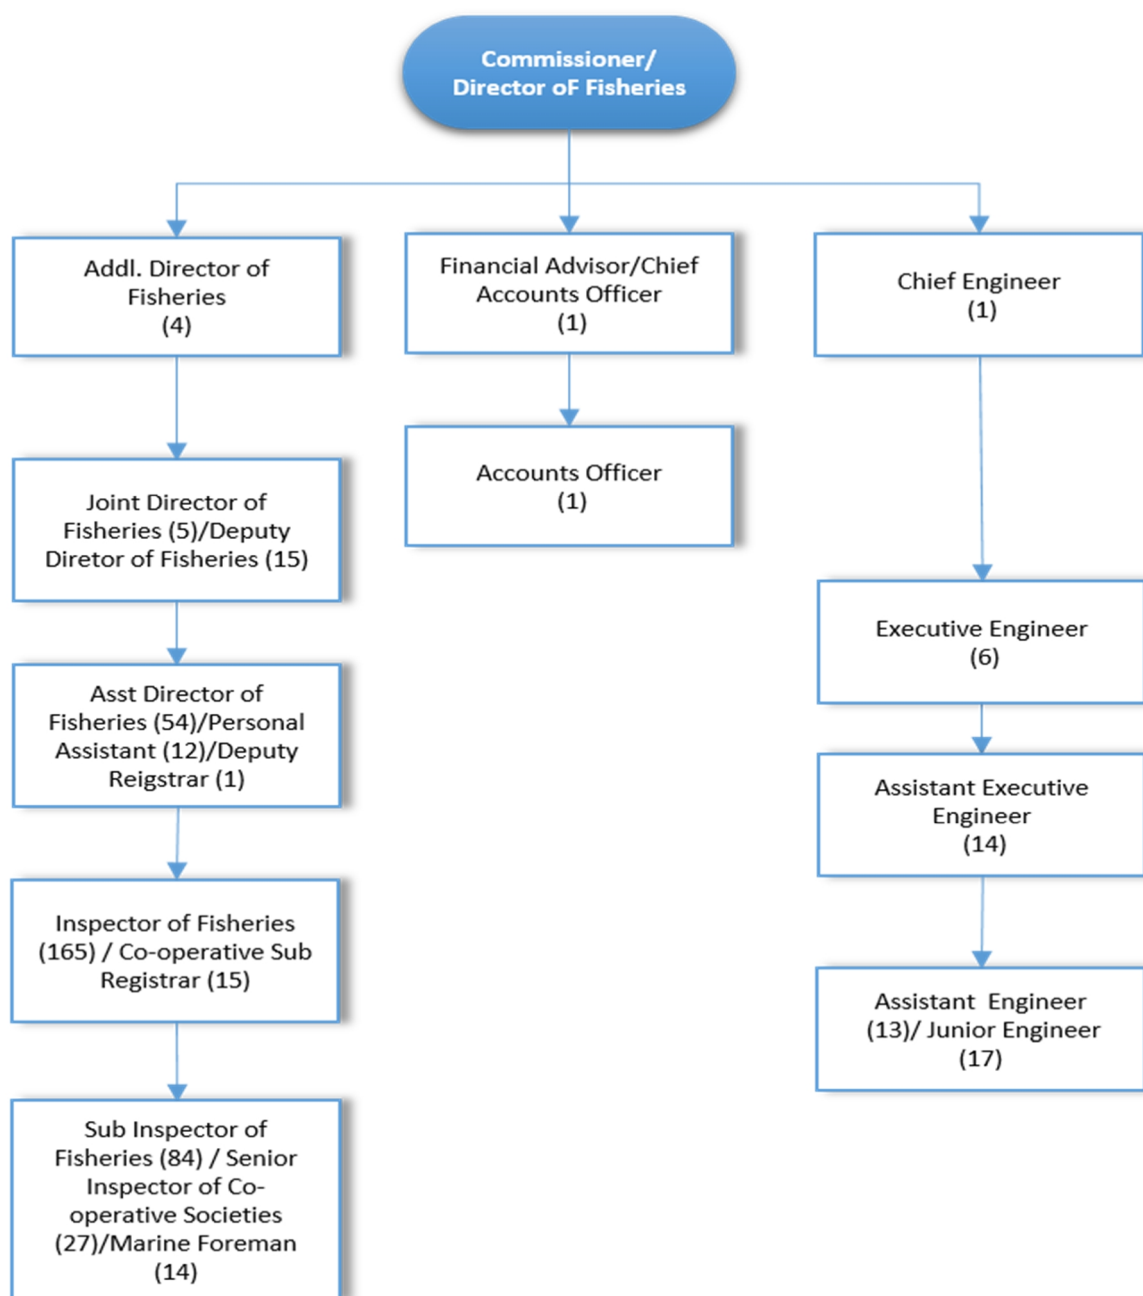 Commissioner/
Director oF Fisheries
Addl. Director of
Fisheries
(4)
Financial Advisor/Chief
Accounts Officer
(1)
Chief Engineer
(1)
Accounts Officer
(1)
Joint Director of
Fisheries (5)/Deputy
Diretor of Fisheries (15)
Executive Engineer
(6)
Asst Director of
Fisheries (54)/Personal
Assistant (12)/Deputy
Reigstrar (1)
Assistant Executive
Engineer
(14)
Inspector of Fisheries
(165) / Co-operative Sub
Registrar (15)
Assistant  Engineer
(13)/ Junior Engineer
(17)
Sub Inspector of
Fisheries (84) / Senior
Inspector of Co-
operative Societies
(27)/Marine Foreman
(14)